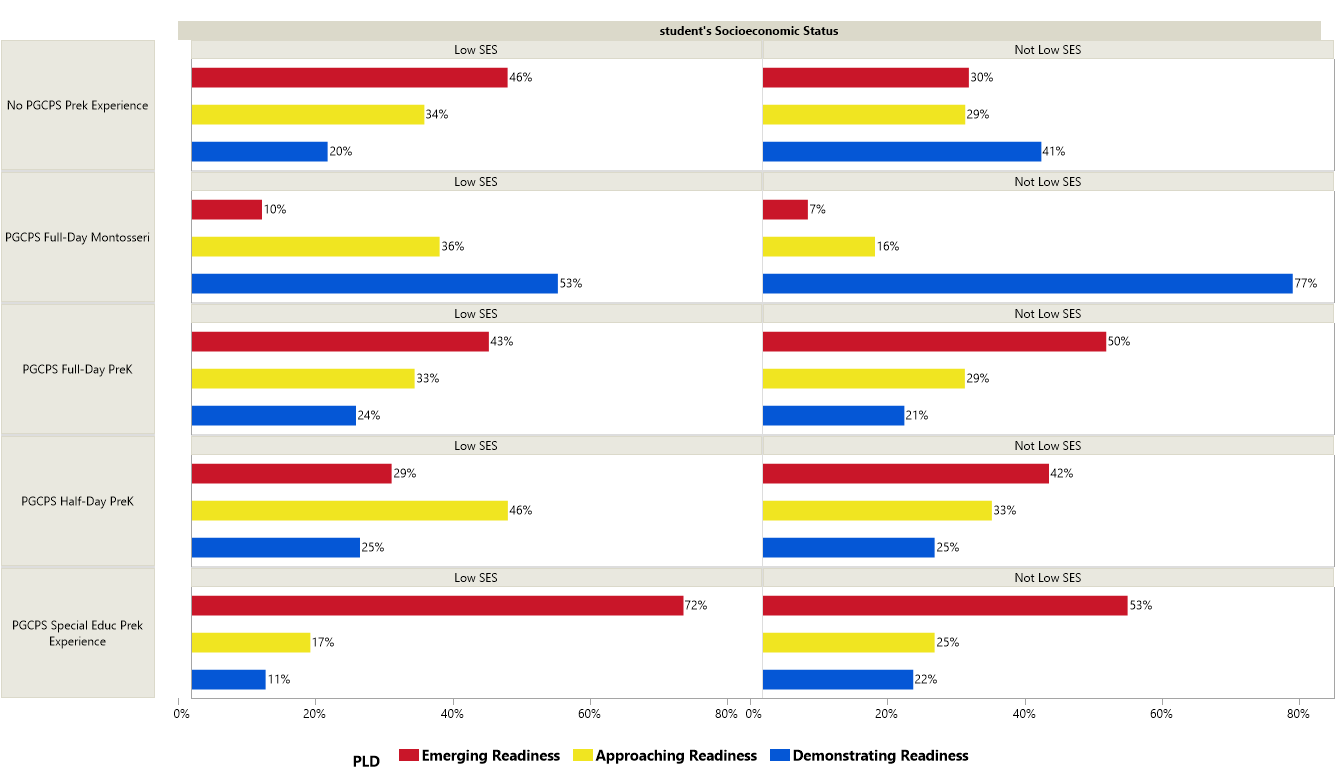 student's Socioeconomic Status
Low SES
Not Low SES
No PGCPS Prek Experience
46%
34%
20%
30%
29%
41%
Low SES
Not Low SES
PGCPS Full-Day Montosseri
10%
36%
53%
7%
16%
77%
Low SES
Not Low SES
PGCPS Full-Day PreK
43%
33%
24%
50%
29%
21%
Low SES
Not Low SES
PGCPS Half-Day PreK
29%
46%
25%
42%
33%
25%
Low SES
Not Low SES
PGCPS Special Educ Prek
Experience
72%
17%
11%
53%
25%
22%
0% 20% 40% 60% 80% 0% 20% 40% 60% 80%
PLD Emerging Readiness Approaching Readiness Demonstrating Readiness